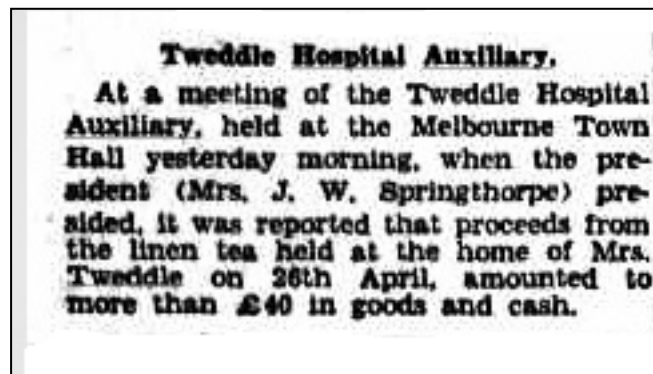 Tweddle Hospital Auxiliary.
At a meeting of the Tweddle Hospital
Auxiliary, held at the Melbourne Town
Hall yesterday morning, when the pre-
sident (Mrs. J. W. Springthorpe) pre-
sided, it was reported that proceeds from
the linen tea held at the home of Mrs.
Tweddle on 26th April, amounted to
more than £40 in goods and cash.